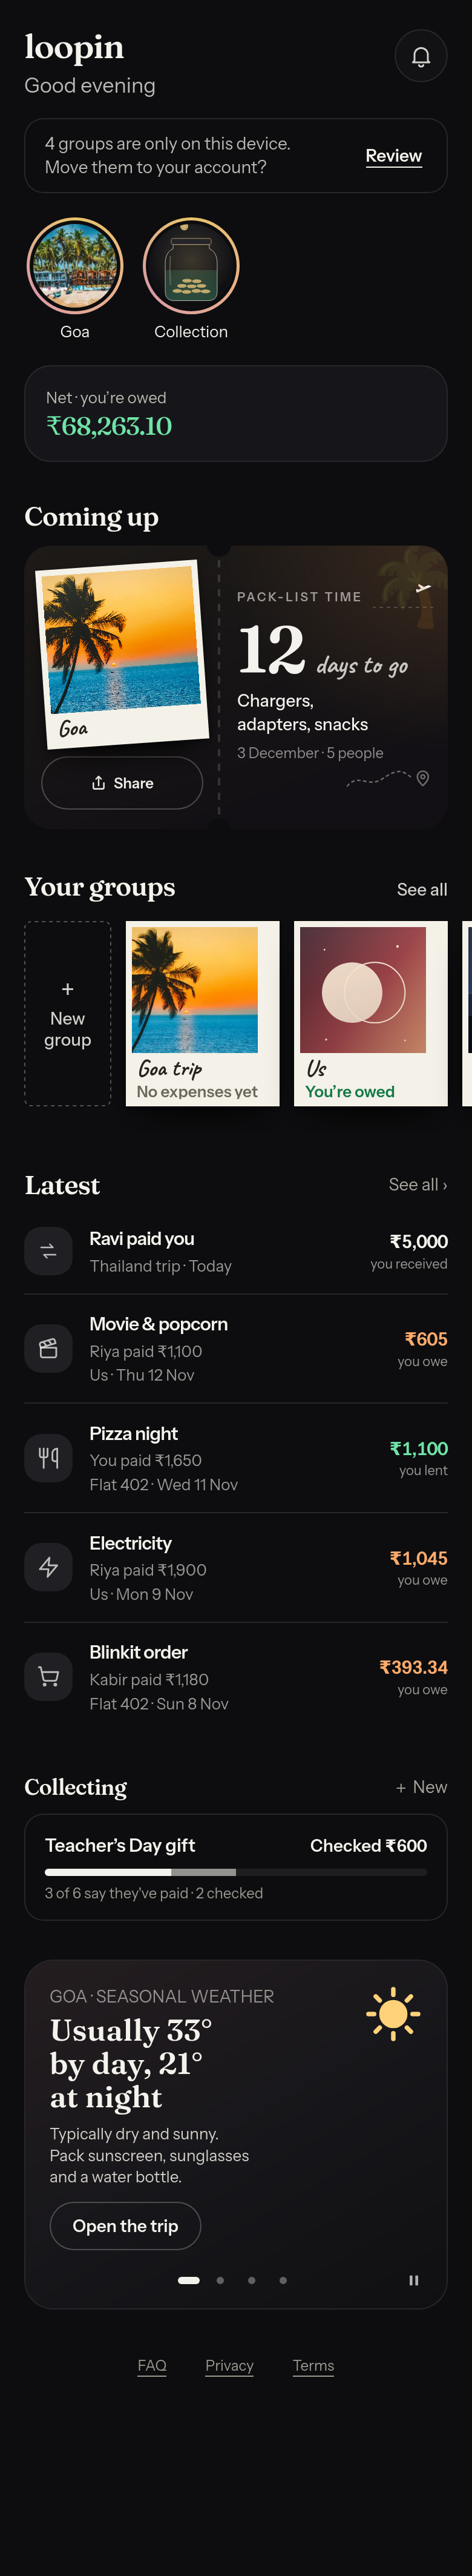 loopin
Good evening
4 groups are only on this device.
Move them to your account?
Review
Goa
Collection
Net · you're owed
₹68,263.10
Coming up
Goa
Share
PACK-LIST TIME
12 days to go
Chargers,
adapters, snacks
3 December · 5 people
Your groups
See all
+
New
group
Goa trip
No expenses yet
Us
You're owed
Latest
See all ›
Ravi paid you
Thailand trip · Today
₹5,000
you received
Movie & popcorn
Riya paid ₹1,100
Us · Thu 12 Nov
₹605
you owe
Pizza night
You paid ₹1,650
Flat 402 · Wed 11 Nov
₹1,100
you lent
Electricity
Riya paid ₹1,900
Us · Mon 9 Nov
₹1,045
you owe
Blinkit order
Kabir paid ₹1,180
Flat 402 · Sun 8 Nov
₹393.34
you owe
Collecting
+ New
Teacher's Day gift
Checked ₹600
3 of 6 say they've paid · 2 checked
GOA · SEASONAL WEATHER
Usually 33°
by day, 21°
at night
Typically dry and sunny.
Pack sunscreen, sunglasses
and a water bottle.
Open the trip
FAQ
Privacy
Terms